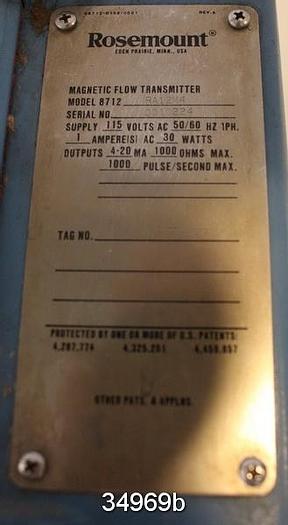 Rosemount®
EDEN PRAIRIE, MINN., USA
MAGNETIC FLOW TRANSMITTER
MODEL 8712
SERIAL NO.
SUPPLY 115 VOLTS AC 50/60 HZ 1PH.
1 AMPERE(S) AC 30 WATTS
OUTPUTS 4-20 MA 1000 OHMS MAX.
1000 PULSE/SECOND MAX.
TAG NO.
PROTECTED BY ONE OR MORE OF U.S. PATENTS:
4,287,774 4,325,261 4,459,857
OTHER PATS. & APPLNS.
34969b